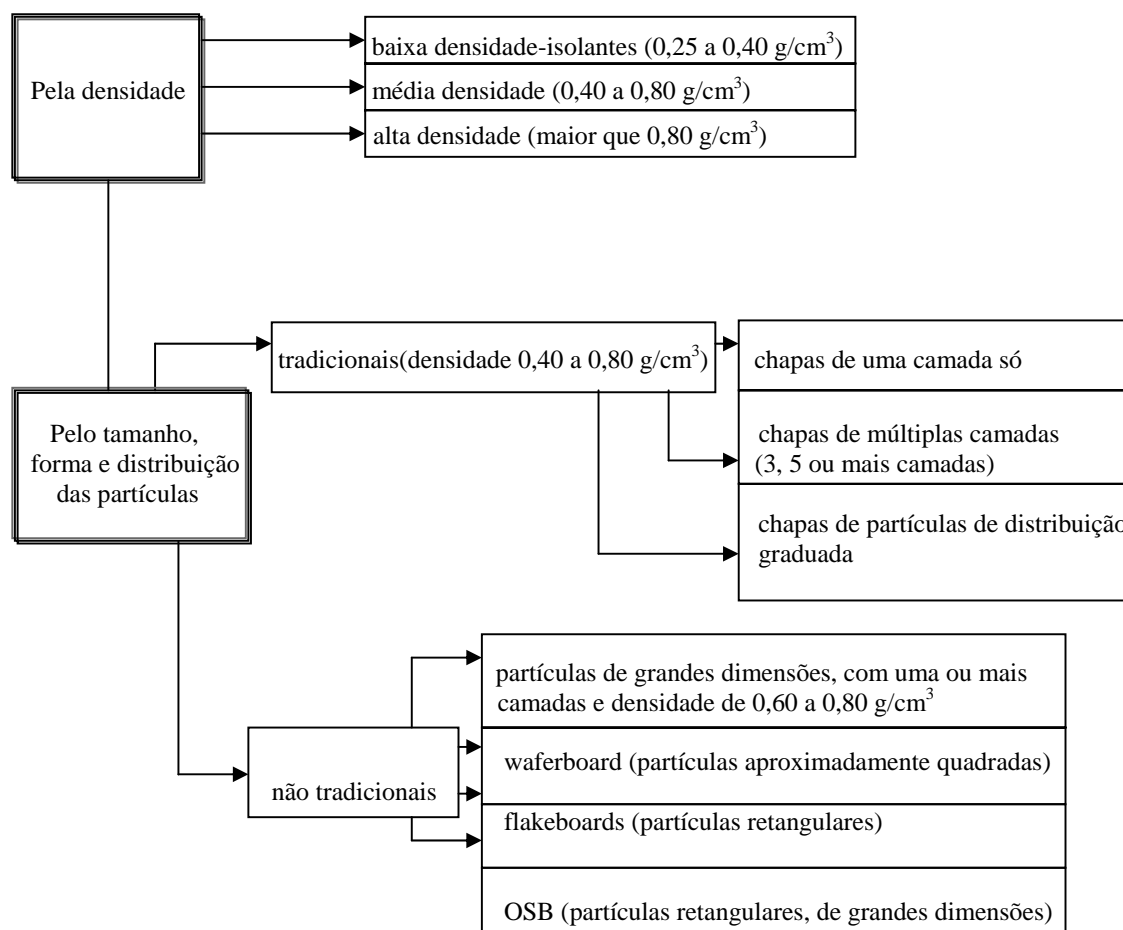 Pela densidade
baixa densidade-isolantes (0,25 a 0,40 g/cm³)
média densidade (0,40 a 0,80 g/cm³)
alta densidade (maior que 0,80 g/cm³)
Pelo tamanho,
forma e distribuição
das partículas
tradicionais(densidade 0,40 a 0,80 g/cm³)
chapas de uma camada só
chapas de múltiplas camadas
(3, 5 ou mais camadas)
chapas de partículas de distribuição
graduada
não tradicionais
partículas de grandes dimensões, com uma ou mais
camadas e densidade de 0,60 a 0,80 g/cm³
waferboard (partículas aproximadamente quadradas)
flakeboards (partículas retangulares)
OSB (partículas retangulares, de grandes dimensões)